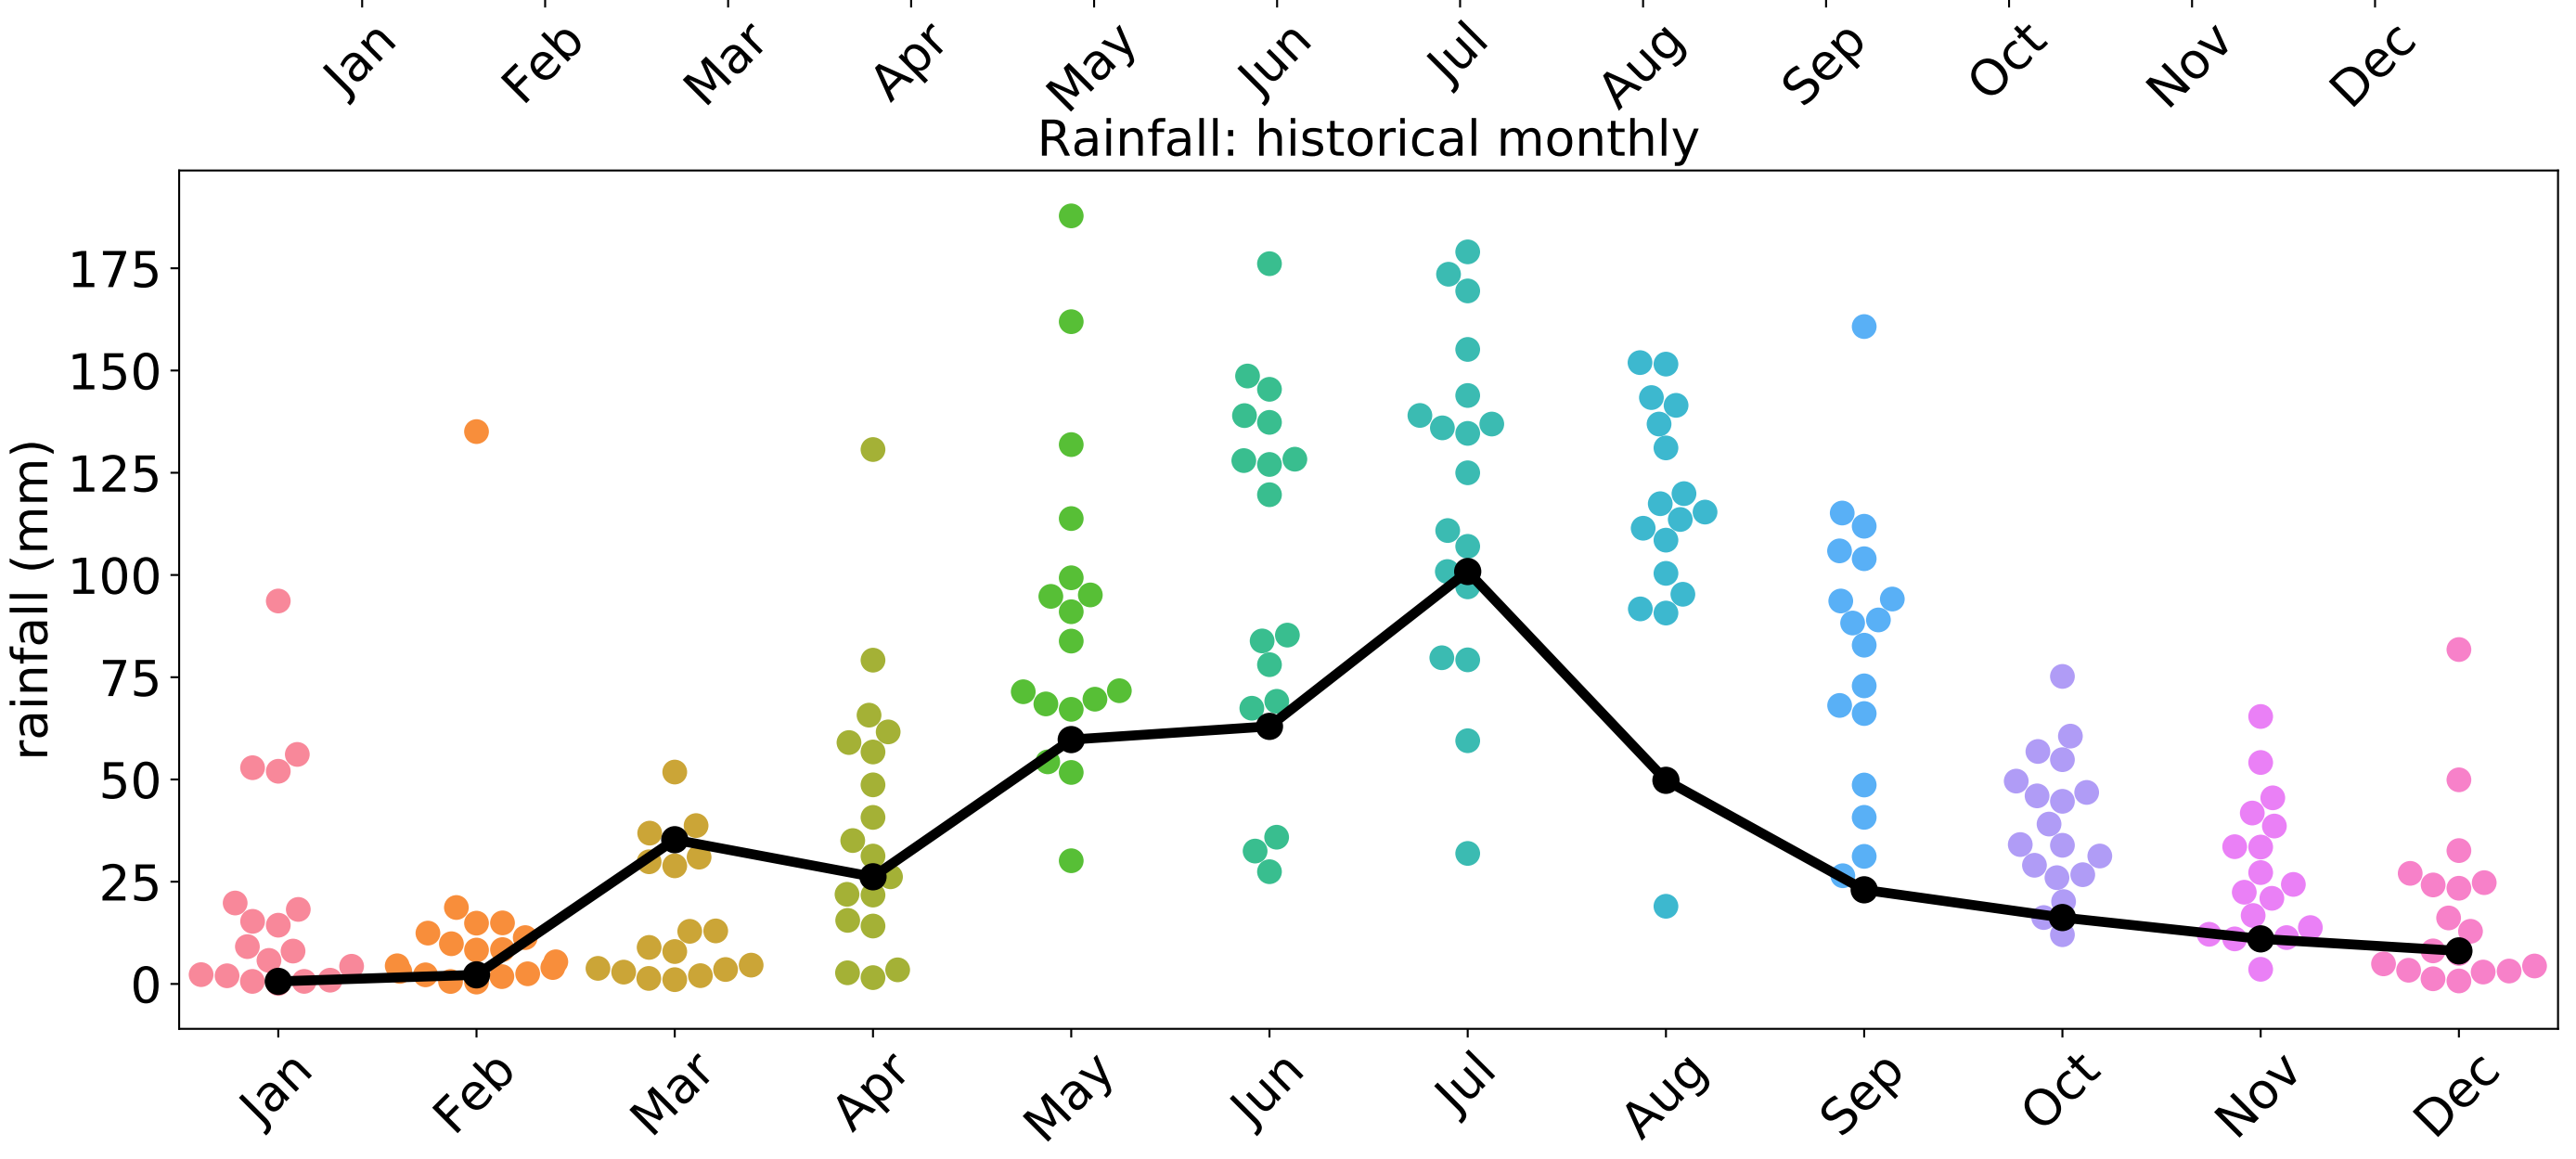 Jan Feb Mar Apr May Jun Jul Aug Sep Oct Nov Dec
Rainfall: historical monthly
rainfall (mm)
175
150
125
100
75
50
25
0
Jan Feb Mar Apr May Jun Jul Aug Sep Oct Nov Dec